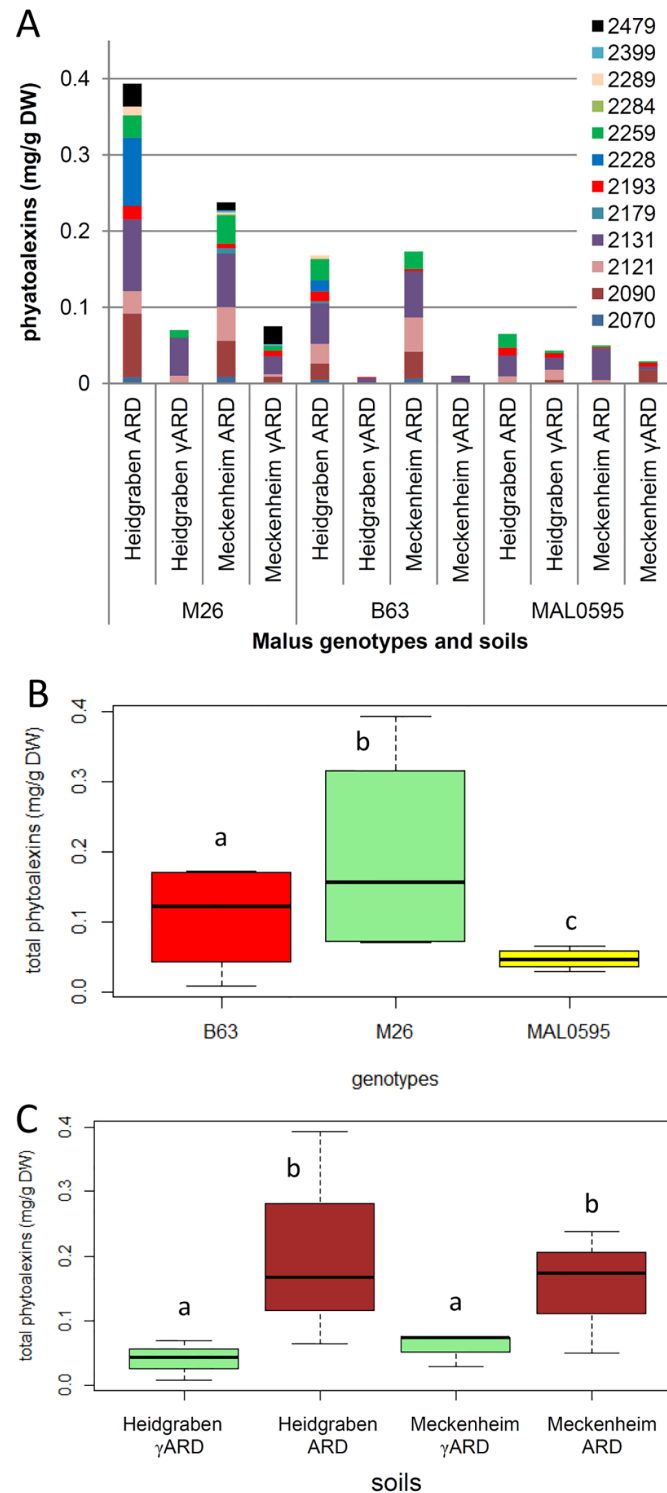 A
phyatoalexins (mg/g DW)
0.4
0.3
0.2
0.1
0
2479
2399
2289
2284
2259
2228
2193
2179
2131
2121
2090
2070
Heidgraben ARD
Heidgraben γARD
Meckenheim ARD
Meckenheim γARD
Heidgraben ARD
Heidgraben γARD
Meckenheim ARD
Meckenheim γARD
Heidgraben ARD
Heidgraben γARD
Meckenheim ARD
Meckenheim γARD
M26 B63 MAL0595
Malus genotypes and soils
B
total phytoalexins (mg/g DW)
0.4
0.3
0.2
0.1
0.0
a
b
c
B63 M26 MAL0595
genotypes
C
total phytoalexins (mg/g DW)
0.4
0.3
0.2
0.1
0.0
a
b
a
b
Heidgraben γARD
Heidgraben ARD
Meckenheim γARD
Meckenheim ARD
soils